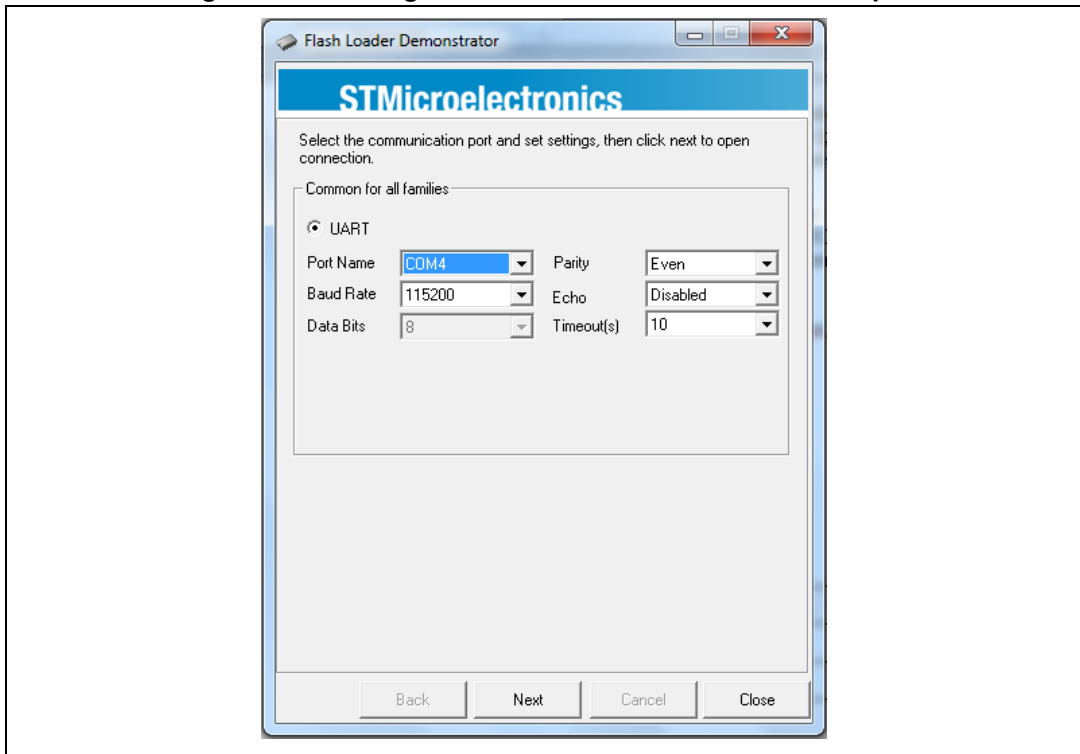 Flash Loader Demonstrator
STMicroelectronics
Select the communication port and set settings, then click next to open
connection.
Common for all families
UART
Port Name COM4 Parity Even
Baud Rate 115200 Echo Disabled
Data Bits 8 Timeout(s) 10
Back Next Cancel Close